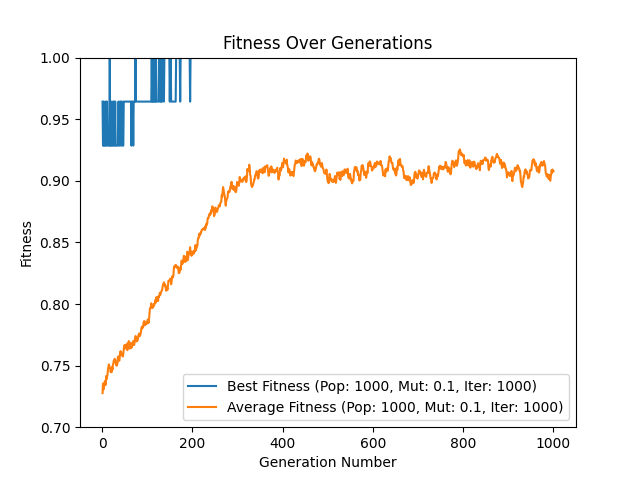 Fitness Over Generations
1.00
0.95
0.90
0.85
0.80
0.75
0.70
Fitness
Best Fitness (Pop: 1000, Mut: 0.1, Iter: 1000)
Average Fitness (Pop: 1000, Mut: 0.1, Iter: 1000)
0 200 400 600 800 1000
Generation Number